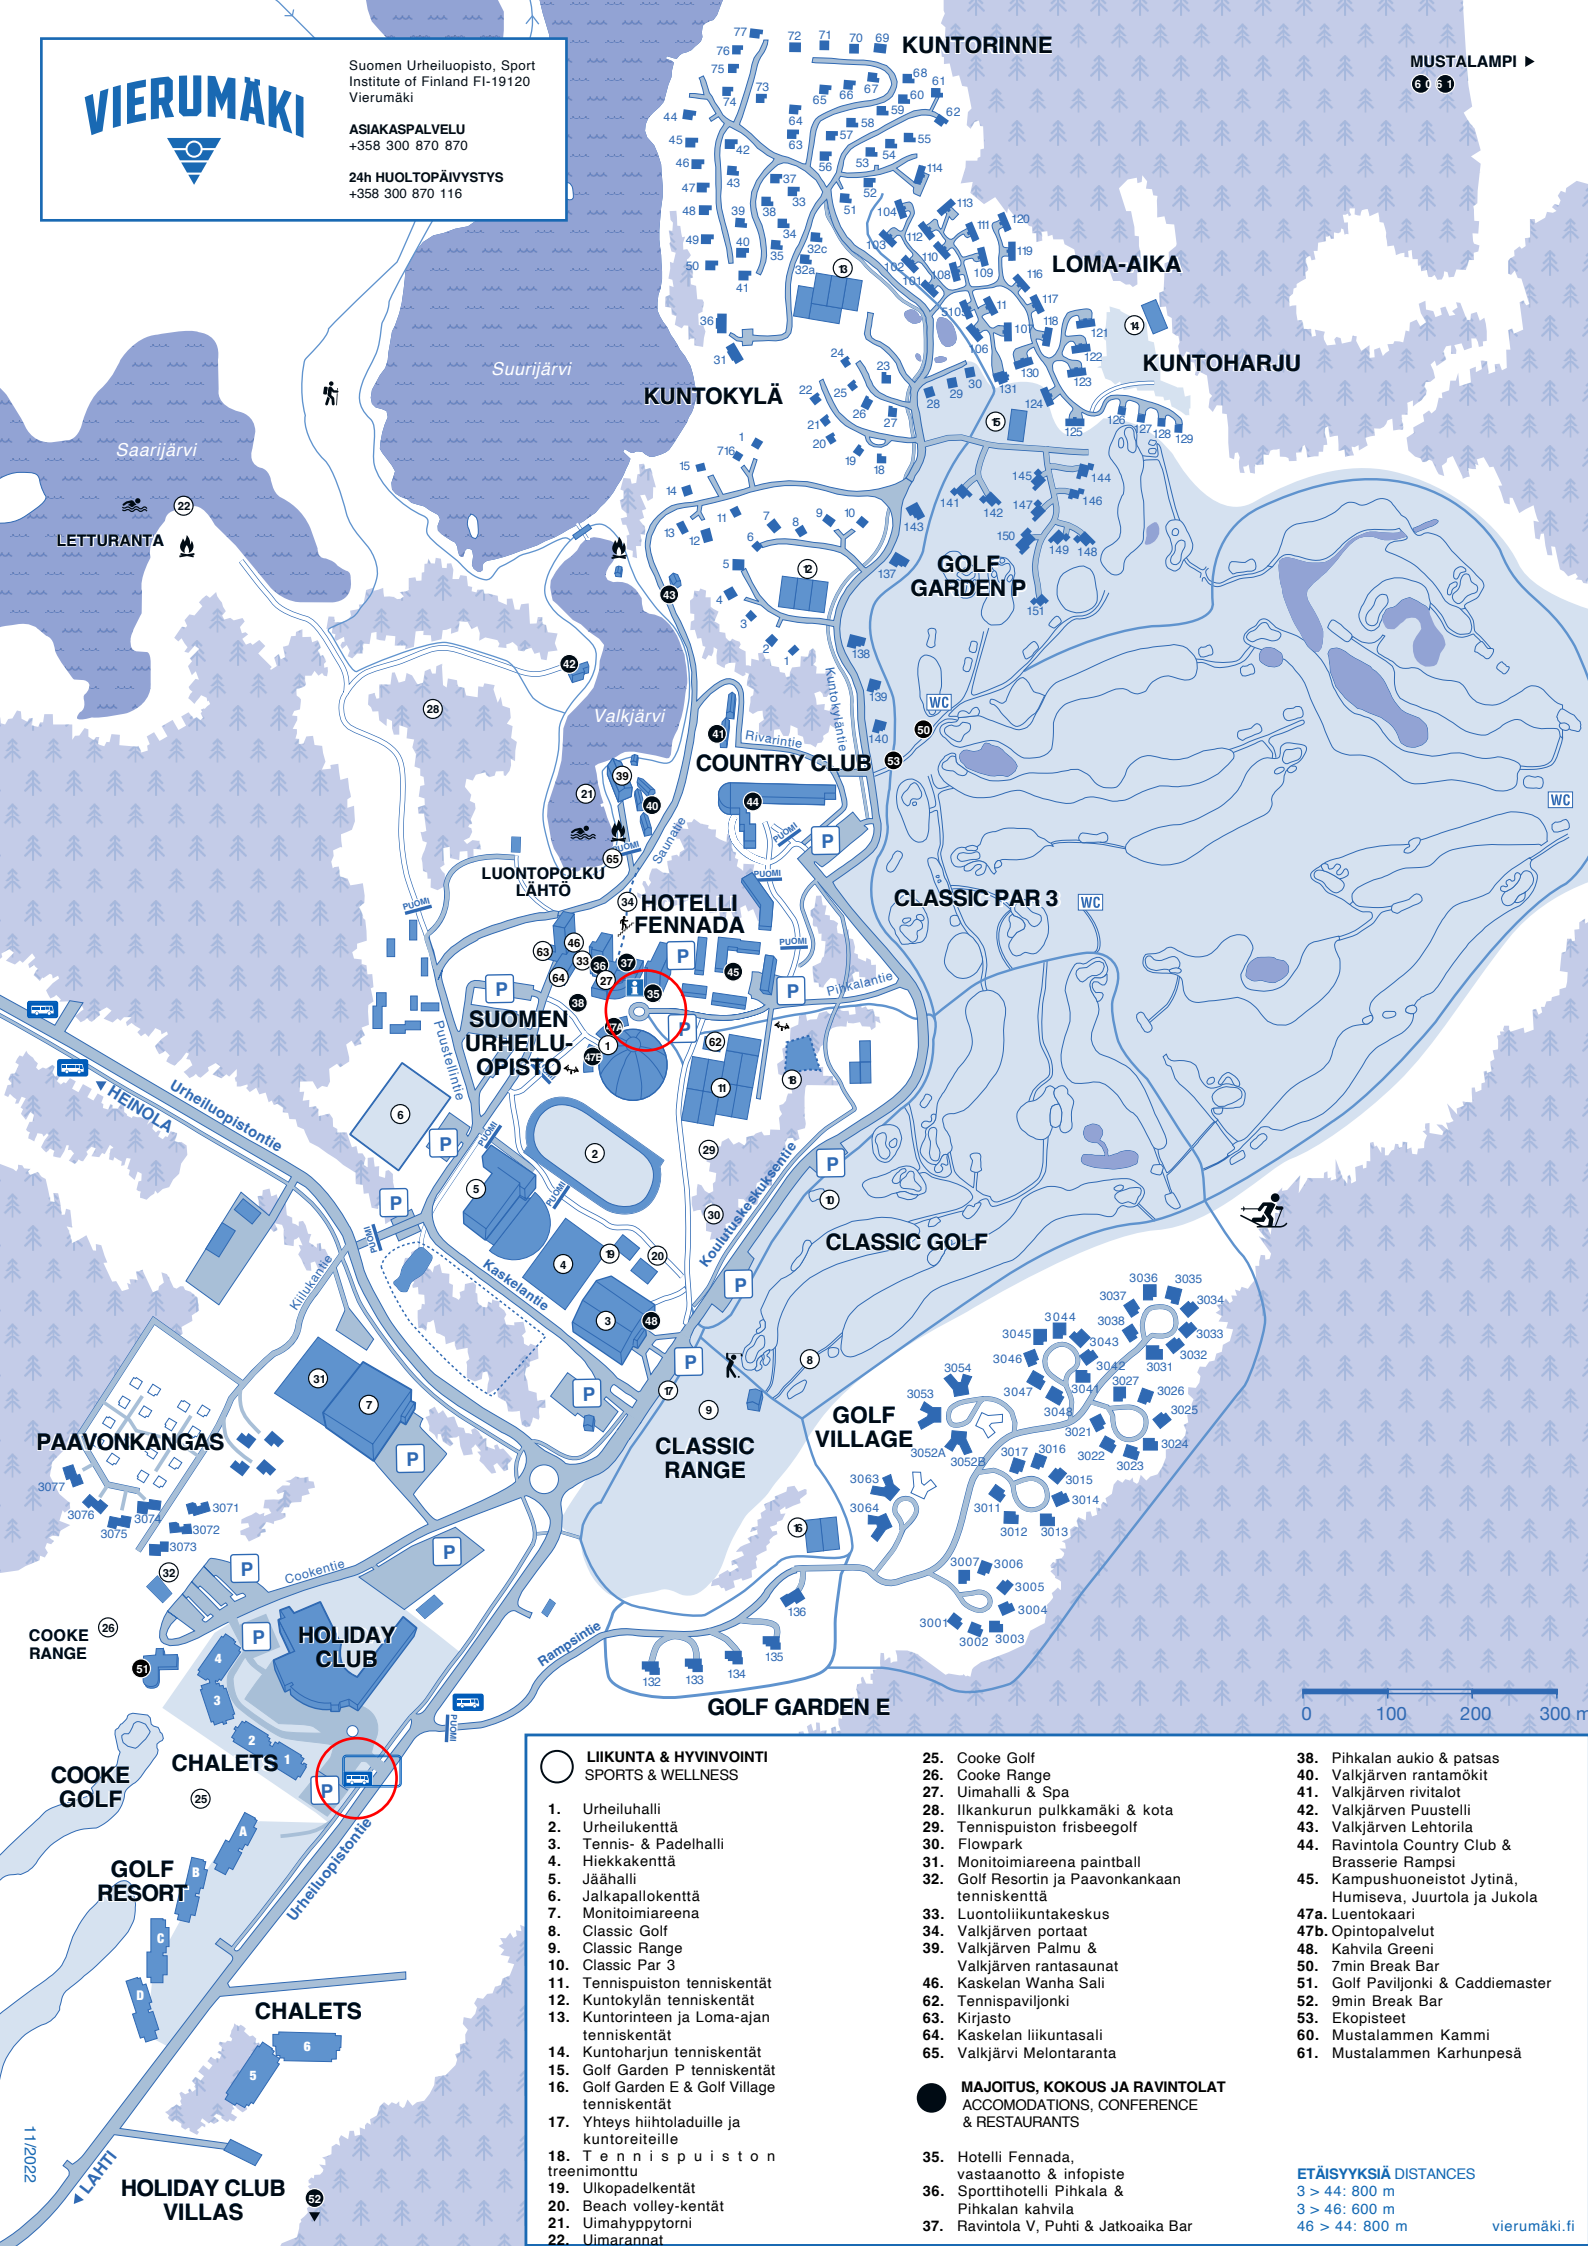 VIERUMÄKI
Suomen Urheiluopisto, Sport
Institute of Finland FI-19120
Vierumäki
ASIAKASPALVELU
+358 300 870 870
24h HUOLTOPÄIVYSTYS
+358 300 870 116
KUNTORINNE
MUSTALAMPI
LOMA-AIKA
KUNTOHARJU
KUNTOKYLÄ
Suurijärvi
Saarijärvi
LETTURANTA
GOLF
GARDEN P
Valkjärvi
Kuntokyläntie
Rivarintie
COUNTRY CLUB
WC
WC
WC
PUOMI
Saunatie
LUONTOPOLKU
LÄHTÖ
HOTELLI
FENNADA
CLASSIC PAR 3
Pihkalantie
SUOMEN
URHEILU-
OPISTO
Puustellintie
HEINOLA
Urheiluopistontie
Koulutuskeskuksentie
CLASSIC GOLF
Kaskelantie
Kiilukantie
PAAVONKANGAS
CLASSIC
RANGE
GOLF
VILLAGE
Cookentie
COOKE
RANGE
HOLIDAY
CLUB
Rampsintie
GOLF GARDEN E
CHALETS
COOKE
GOLF
GOLF
RESORT
A
B
C
D
Urheiluopistontie
CHALETS
6
5
LAHTI
HOLIDAY CLUB
VILLAS
11/2022
0 100 200 300 m
LIIKUNTA & HYVINVOINTI
SPORTS & WELLNESS
1. Urheiluhalli
2. Urheilukenttä
3. Tennis- & Padelhalli
4. Hiekkakenttä
5. Jäähalli
6. Jalkapallokenttä
7. Monitoimiareena
8. Classic Golf
9. Classic Range
10. Classic Par 3
11. Tennispuiston tenniskentät
12. Kuntokylän tenniskentät
13. Kuntorinteen ja Loma-ajan
tenniskentät
14. Kuntoharjun tenniskentät
15. Golf Garden P tenniskentät
16. Golf Garden E & Golf Village
tenniskentät
17. Yhteys hiihtoladuille ja
kuntoreiteille
18. Tennispuiston
treenimonttu
19. Ulkopadelkentät
20. Beach volley-kentät
21. Uimahyppytorni
22. Uimarannat
25. Cooke Golf
26. Cooke Range
27. Uimahalli & Spa
28. Ilkankurun pulkkamäki & kota
29. Tennispuiston frisbeegolf
30. Flowpark
31. Monitoimiareena paintball
32. Golf Resortin ja Paavonkankaan
tenniskenttä
33. Luontoliikuntakeskus
34. Valkjärven portaat
39. Valkjärven Palmu &
Valkjärven rantasaunat
46. Kaskelan Wanha Sali
62. Tennispaviljonki
63. Kirjasto
64. Kaskelan liikuntasali
65. Valkjärvi Melontaranta
MAJOITUS, KOKOUS JA RAVINTOLAT
ACCOMODATIONS, CONFERENCE
& RESTAURANTS
35. Hotelli Fennada,
vastaanotto & infopiste
36. Sporttihotelli Pihkala &
Pihkalan kahvila
37. Ravintola V, Puhti & Jatkoaika Bar
38. Pihkalan aukio & patsas
40. Valkjärven rantamökit
41. Valkjärven rivitalot
42. Valkjärven Puustelli
43. Valkjärven Lehtorila
44. Ravintola Country Club &
Brasserie Rampsi
45. Kampushuoneistot Jytinä,
Humiseva, Juurtola ja Jukola
47a. Luentokaari
47b. Opintopalvelut
48. Kahvila Greeni
50. 7min Break Bar
51. Golf Paviljonki & Caddiemaster
52. 9min Break Bar
53. Ekopisteet
60. Mustalammen Kammi
61. Mustalammen Karhunpesä
ETÄISYYKSIÄ DISTANCES
3 > 44: 800 m
3 > 46: 600 m
46 > 44: 800 m
vierumäki.fi